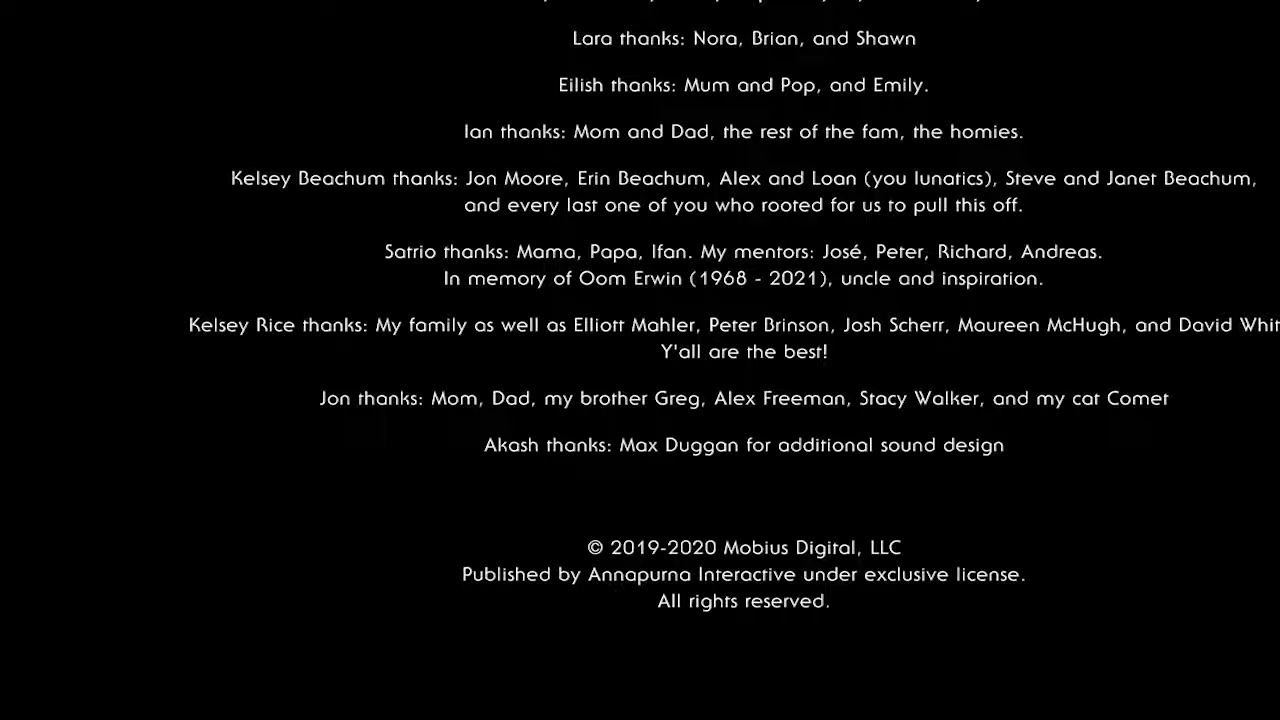 Lara thanks: Nora, Brian, and Shawn
Eilish thanks: Mum and Pop, and Emily.
Ian thanks: Mom and Dad, the rest of the fam, the homies.
Kelsey Beachum thanks: Jon Moore, Erin Beachum, Alex and Loan (you lunatics), Steve and Janet Beachum,
and every last one of you who rooted for us to pull this off.
Satrio thanks: Mama, Papa, Ifan. My mentors: José, Peter, Richard, Andreas.
In memory of Oom Erwin (1968 - 2021), uncle and inspiration.
Kelsey Rice thanks: My family as well as Elliott Mahler, Peter Brinson, Josh Scherr, Maureen McHugh, and David
Y'all are the best!
Jon thanks: Mom, Dad, my brother Greg, Alex Freeman, Stacy Walker, and my cat Comet
Akash thanks: Max Duggan for additional sound design
© 2019-2020 Mobius Digital, LLC
Published by Annapurna Interactive under exclusive license.
All rights reserved.